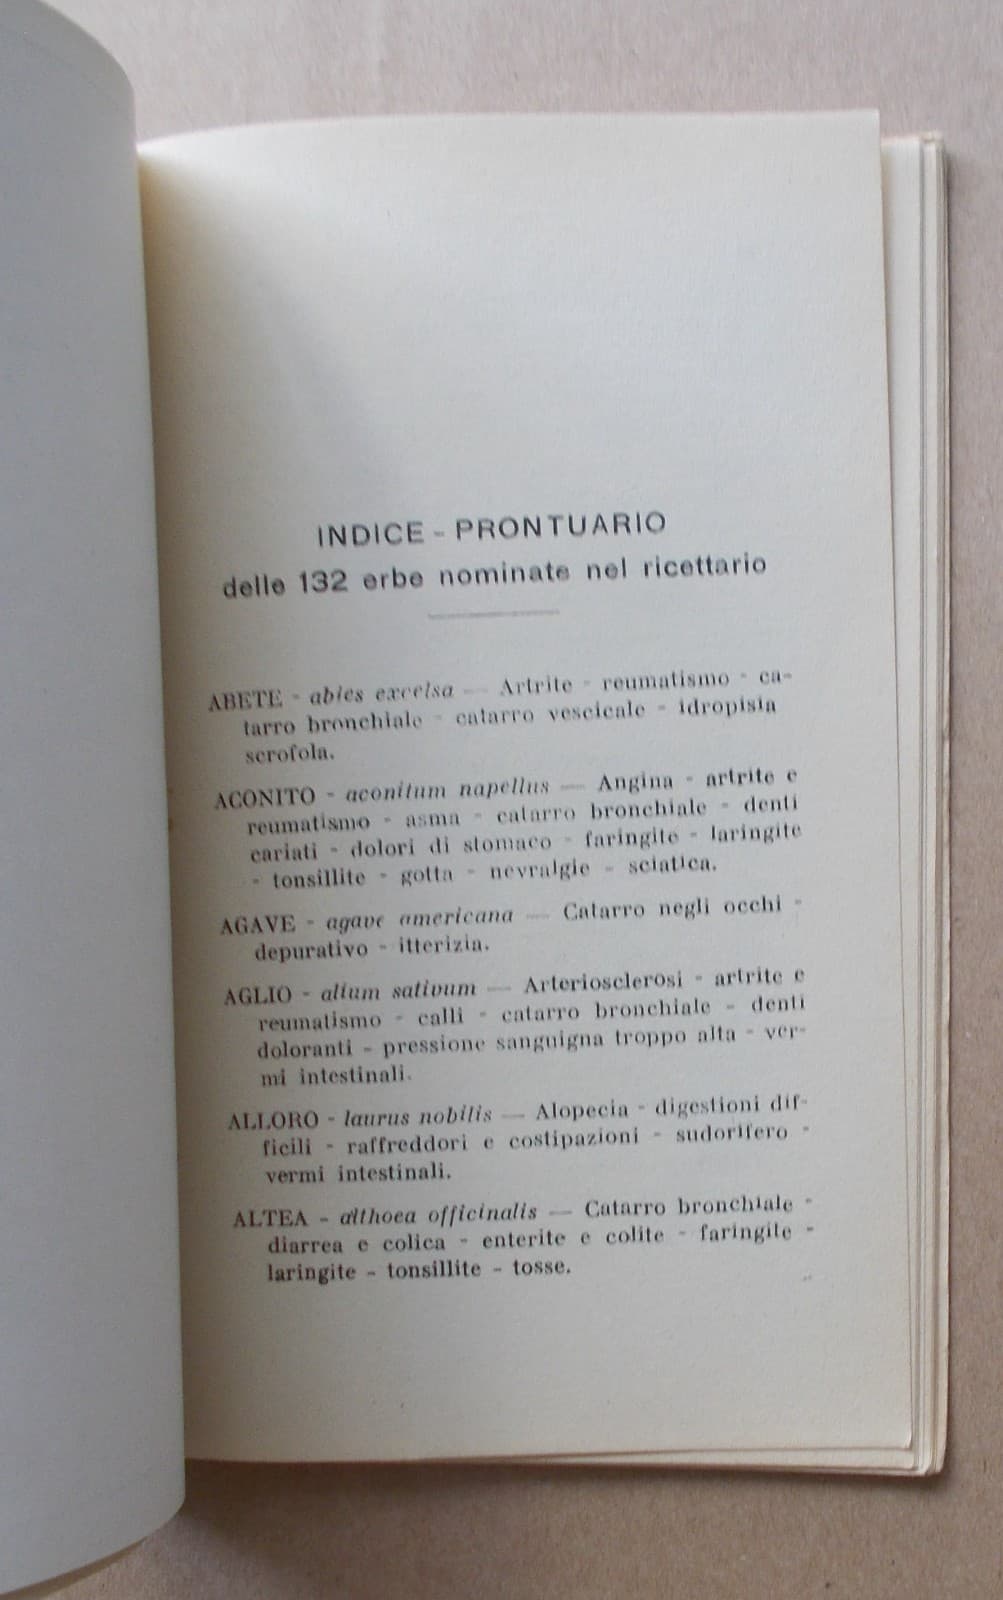 INDICE - PRONTUARIO
delle 132 erbe nominate nel ricettario
ABETE - abies excelsa — Artrite - reumatismo - ca-
tarro bronchiale - catarro vescicale - idropisia
scrofola.
ACONITO - aconitum napellus — Angina - artrite e
reumatismo - asma - catarro bronchiale - denti
cariati - dolori di stomaco - faringite - laringite
- tonsillite - gotta - nevralgie - sciatica.
AGAVE - agave americana — Catarro negli occhi -
depurativo - itterizia.
AGLIO - alium sativum — Arteriosclerosi - artrite e
reumatismo - calli - catarro bronchiale - denti
doloranti - pressione sanguigna troppo alta - ver-
mi intestinali.
ALLORO - laurus nobilis — Alopecia - digestioni dif-
ficili - raffreddori e costipazioni - sudorifero -
vermi intestinali.
ALTEA - althoea officinalis — Catarro bronchiale -
diarrea e colica - enterite e colite - faringite -
laringite - tonsillite - tosse.